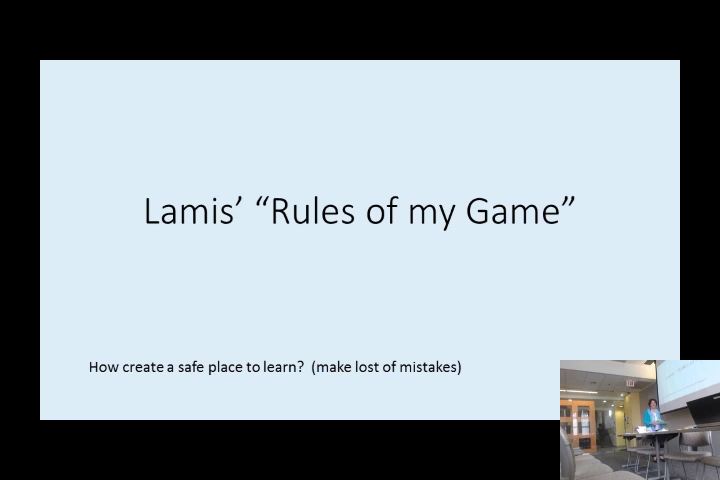 Lamis’ “Rules of my Game”
How create a safe place to learn? (make lost of mistakes)